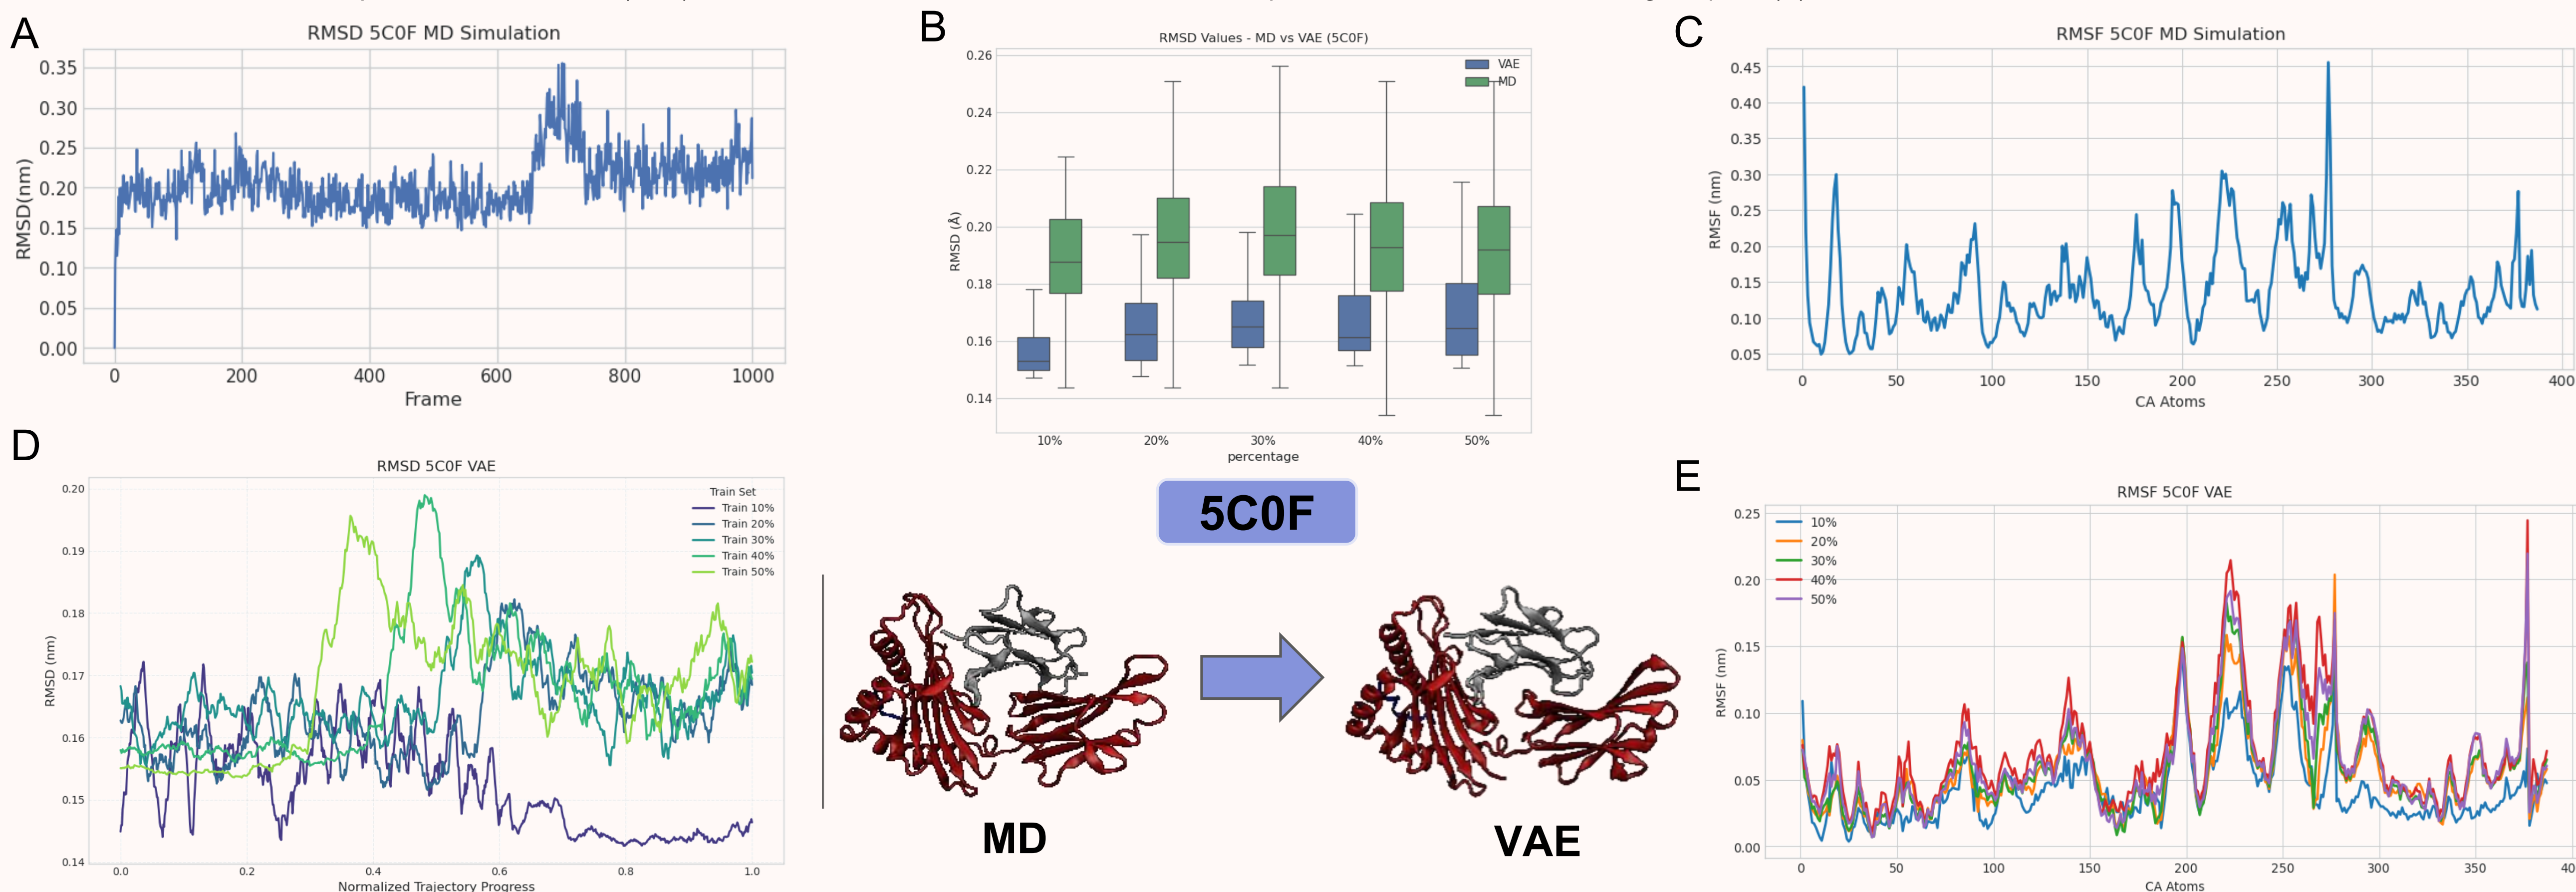 A
RMSD 5C0F MD Simulation
RMSD(nm)
0.35
0.30
0.25
0.20
0.15
0.10
0.05
0.00
0
200
400
600
800
1000
Frame
B
RMSD Values - MD vs VAE (5C0F)
VAE
MD
RMSD (Å)
0.26
0.24
0.22
0.20
0.18
0.16
0.14
10%
20%
30%
40%
50%
percentage
C
RMSF 5C0F MD Simulation
RMSF (nm)
0.45
0.40
0.35
0.30
0.25
0.20
0.15
0.10
0.05
0
50
100
150
200
250
300
350
400
CA Atoms
D
RMSD 5C0F VAE
Train Set
Train 10%
Train 20%
Train 30%
Train 40%
Train 50%
RMSD (nm)
0.20
0.19
0.18
0.17
0.16
0.15
0.14
0.0
0.2
0.4
0.6
0.8
1.0
Normalized Trajectory Progress
5C0F
MD
VAE
E
RMSF 5C0F VAE
10%
20%
30%
40%
50%
RMSF (nm)
0.25
0.20
0.15
0.10
0.05
0.00
0
50
100
150
200
250
300
350
CA Atoms